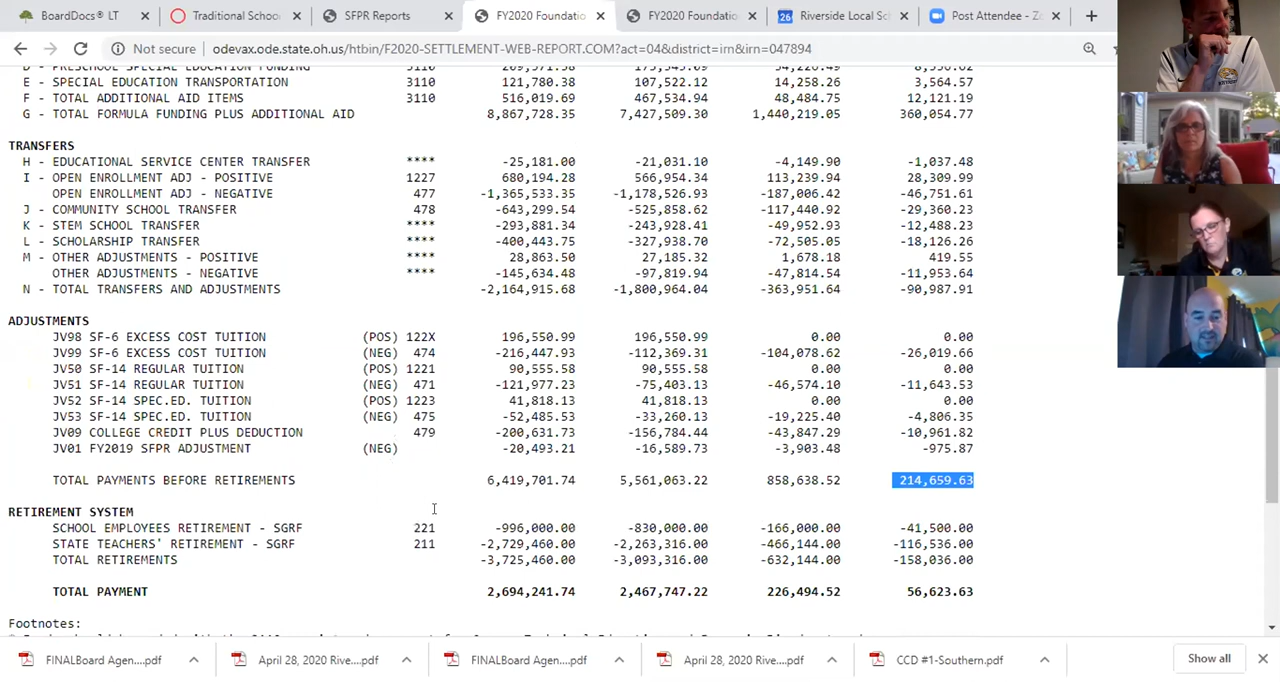 BoardDocs® LT
Traditional Schoo
SFPR Reports
FY2020 Foundatio
FY2020 Foundatio
26 Riverside Local Sc
Post Attendee - Zo
Not secure odevax.ode.state.oh.us/htbin/F2020-SETTLEMENT-WEB-REPORT.COM?act=04&district=irn&irn=047894
E - SPECIAL EDUCATION TRANSPORTATION 3110 121,780.38 107,522.12 14,258.26 3,564.57
F - TOTAL ADDITIONAL AID ITEMS 3110 516,019.69 467,534.94 48,484.75 12,121.19
G - TOTAL FORMULA FUNDING PLUS ADDITIONAL AID 8,867,728.35 7,427,509.30 1,440,219.05 360,054.77
TRANSFERS
H - EDUCATIONAL SERVICE CENTER TRANSFER **** -25,181.00 -21,031.10 -4,149.90 -1,037.48
I - OPEN ENROLLMENT ADJ - POSITIVE 1227 680,194.28 566,954.34 113,239.94 28,309.99
OPEN ENROLLMENT ADJ - NEGATIVE 477 -1,365,533.35 -1,178,526.93 -187,006.42 -46,751.61
J - COMMUNITY SCHOOL TRANSFER 478 -643,299.54 -525,858.62 -117,440.92 -29,360.23
K - STEM SCHOOL TRANSFER **** -293,881.34 -243,928.41 -49,952.93 -12,488.23
L - SCHOLARSHIP TRANSFER **** -400,443.75 -327,938.70 -72,505.05 -18,126.26
M - OTHER ADJUSTMENTS - POSITIVE **** 28,863.50 27,185.32 1,678.18 419.55
OTHER ADJUSTMENTS - NEGATIVE **** -145,634.48 -97,819.94 -47,814.54 -11,953.64
N - TOTAL TRANSFERS AND ADJUSTMENTS -2,164,915.68 -1,800,964.04 -363,951.64 -90,987.91
ADJUSTMENTS
JV98 SF-6 EXCESS COST TUITION (POS) 122X 196,550.99 196,550.99 0.00 0.00
JV99 SF-6 EXCESS COST TUITION (NEG) 474 -216,447.93 -112,369.31 -104,078.62 -26,019.66
JV50 SF-14 REGULAR TUITION (POS) 1221 90,555.58 90,555.58 0.00 0.00
JV51 SF-14 REGULAR TUITION (NEG) 471 -121,977.23 -75,403.13 -46,574.10 -11,643.53
JV52 SF-14 SPEC.ED. TUITION (POS) 1223 41,818.13 41,818.13 0.00 0.00
JV53 SF-14 SPEC.ED. TUITION (NEG) 475 -52,485.53 -33,260.13 -19,225.40 -4,806.35
JV09 COLLEGE CREDIT PLUS DEDUCTION 479 -200,631.73 -156,784.44 -43,847.29 -10,961.82
JV01 FY2019 SFPR ADJUSTMENT (NEG) -20,493.21 -16,589.73 -3,903.48 -975.87
TOTAL PAYMENTS BEFORE RETIREMENTS 6,419,701.74 5,561,063.22 858,638.52 214,659.63
RETIREMENT SYSTEM
SCHOOL EMPLOYEES RETIREMENT - SGRF 221 -996,000.00 -830,000.00 -166,000.00 -41,500.00
STATE TEACHERS' RETIREMENT - SGRF 211 -2,729,460.00 -2,263,316.00 -466,144.00 -116,536.00
TOTAL RETIREMENTS -3,725,460.00 -3,093,316.00 -632,144.00 -158,036.00
TOTAL PAYMENT 2,694,241.74 2,467,747.22 226,494.52 56,623.63
Footnotes:
FINALBoard Agen....pdf
April 28, 2020 Rive....pdf
FINALBoard Agen....pdf
April 28, 2020 Rive....pdf
CCD #1-Southern.pdf
Show all